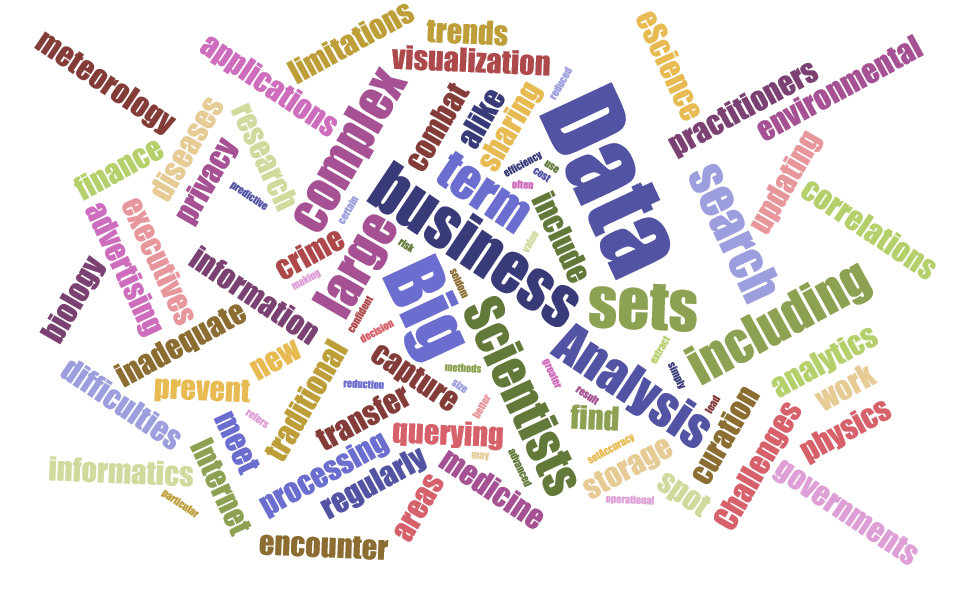 meteorology
applications
limitations
trends
visualization
eScience
practitioners
environmental
complex
combat
alike
sharing
reduced
Data
finance
diseases
research
privacy
predictive
certain
business
term
efficiency
use
cost
often
include
value
search
updating
correlations
executives
advertising
biology
information
crime
making
large
risk
confident
decision
Big
seldom
scientists
sets
including
Analysis
extract
simply
analytics
work
physics
inadequate
new
prevent
difficulties
meet
refers
traditional
reduction
capture
methods
size
better
transfer
querying
may
greater
result
find
lead
curation
Challenges
governments
setAccuracy
storage
spot
operational
advanced
medicine
areas
regularly
processing
Internet
informatics
particular
encounter